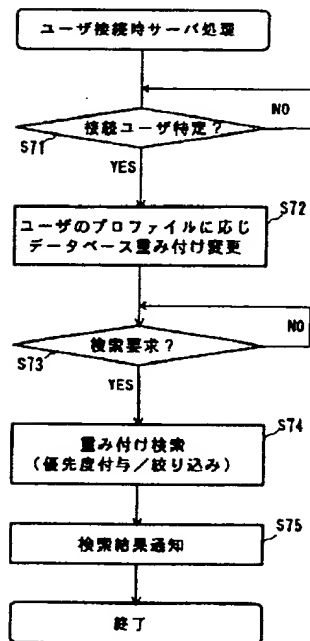 ユーザ接続時サーバ処理
NO
接続ユーザ特定？
S71
YES
S72
ユーザのプロファイルに応じ
データベース重み付け変更
NO
検索要求？
S73
YES
S74
重み付け検索
(優先度付与／絞り込み)
S75
検索結果通知
終了